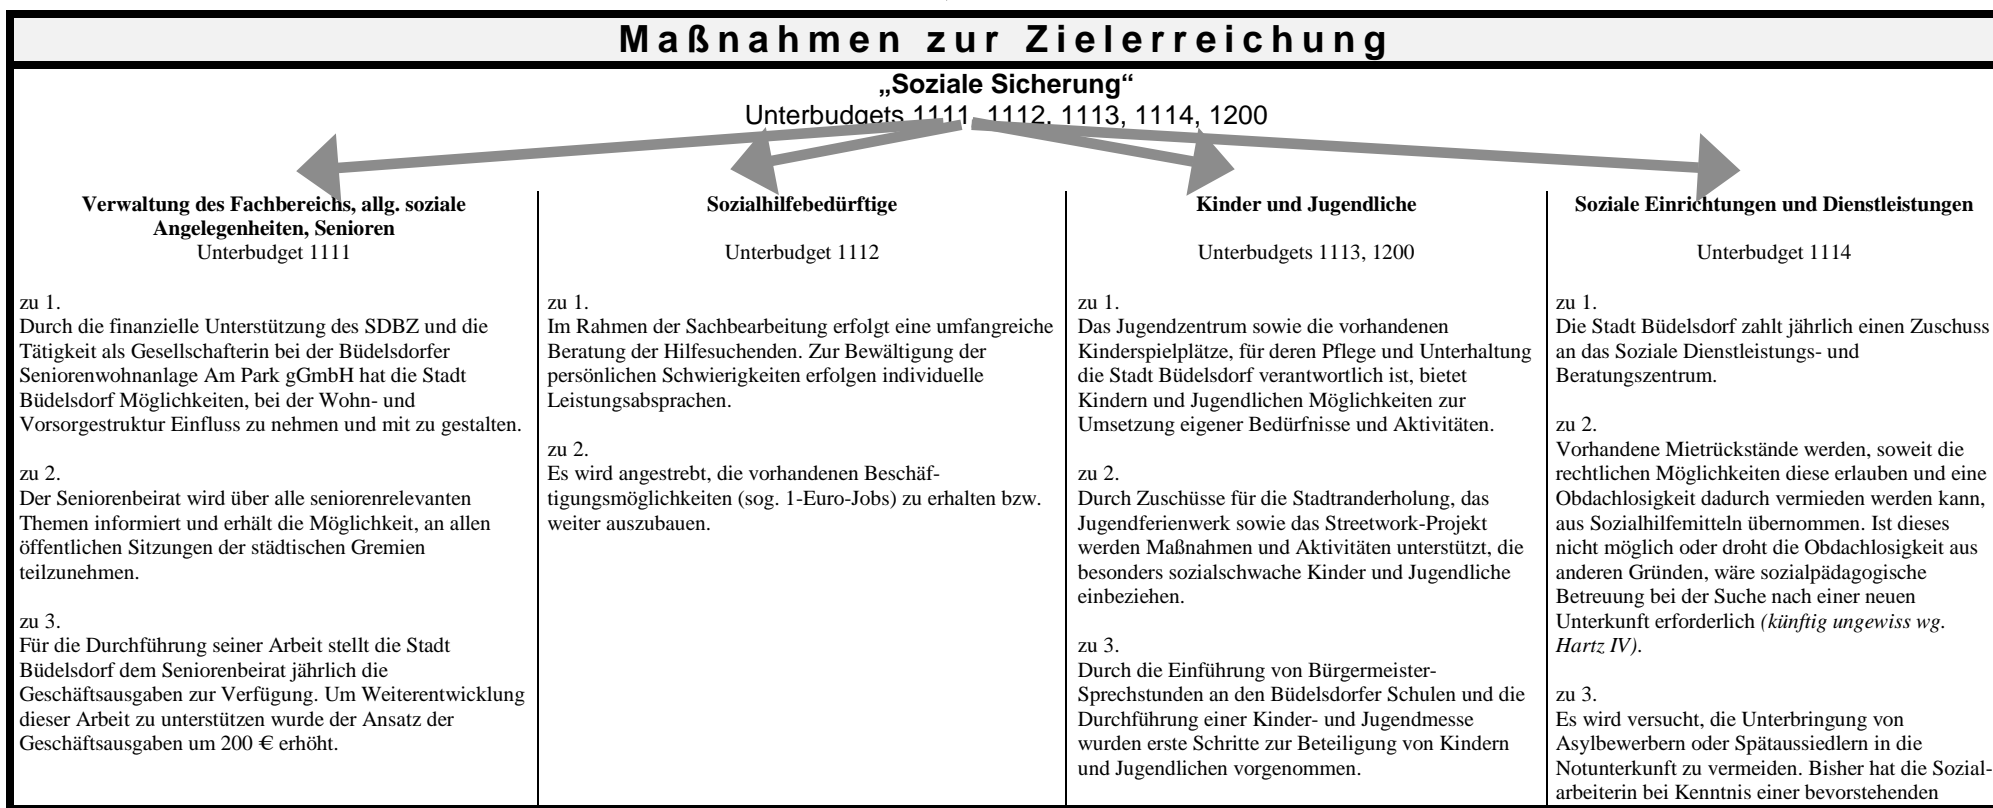 Maßnahmen zur Zielerreichung
„Soziale Sicherung“
Unterbudgets 1111, 1112, 1113, 1114, 1200
Verwaltung des Fachbereichs, allg. soziale
Angelegenheiten, Senioren
Unterbudget 1111
zu 1.
Durch die finanzielle Unterstützung des SDBZ und die
Tätigkeit als Gesellschafterin bei der Büdelsdorfer
Seniorenwohnanlage Am Park gGmbH hat die Stadt
Büdelsdorf Möglichkeiten, bei der Wohn- und
Vorsorgestruktur Einfluss zu nehmen und mit zu gestalten.
zu 2.
Der Seniorenbeirat wird über alle seniorenrelevanten
Themen informiert und erhält die Möglichkeit, an allen
öffentlichen Sitzungen der städtischen Gremien
teilzunehmen.
zu 3.
Für die Durchführung seiner Arbeit stellt die Stadt
Büdelsdorf dem Seniorenbeirat jährlich die
Geschäftsausgaben zur Verfügung. Um Weiterentwicklung
dieser Arbeit zu unterstützen wurde der Ansatz der
Geschäftsausgaben um 200 € erhöht.
Sozialhilfebedürftige
Unterbudget 1112
zu 1.
Im Rahmen der Sachbearbeitung erfolgt eine umfangreiche
Beratung der Hilfesuchenden. Zur Bewältigung der
persönlichen Schwierigkeiten erfolgen individuelle
Leistungsabsprachen.
zu 2.
Es wird angestrebt, die vorhandenen Beschäf-
tigungsmöglichkeiten (sog. 1-Euro-Jobs) zu erhalten bzw.
weiter auszubauen.
Kinder und Jugendliche
Unterbudgets 1113, 1200
zu 1.
Das Jugendzentrum sowie die vorhandenen
Kinderspielplätze, für deren Pflege und Unterhaltung
die Stadt Büdelsdorf verantwortlich ist, bietet
Kindern und Jugendlichen Möglichkeiten zur
Umsetzung eigener Bedürfnisse und Aktivitäten.
zu 2.
Durch Zuschüsse für die Stadtranderholung, das
Jugendferienwerk sowie das Streetwork-Projekt
werden Maßnahmen und Aktivitäten unterstützt, die
besonders sozialschwache Kinder und Jugendliche
einbeziehen.
zu 3.
Durch die Einführung von Bürgermeister-
Sprechstunden an den Büdelsdorfer Schulen und die
Durchführung einer Kinder- und Jugendmesse
wurden erste Schritte zur Beteiligung von Kindern
und Jugendlichen vorgenommen.
Soziale Einrichtungen und Dienstleistungen
Unterbudget 1114
zu 1.
Die Stadt Büdelsdorf zahlt jährlich einen Zuschuss
an das Soziale Dienstleistungs- und
Beratungszentrum.
zu 2.
Vorhandene Mietrückstände werden, soweit die
rechtlichen Möglichkeiten diese erlauben und eine
Obdachlosigkeit dadurch vermieden werden kann,
aus Sozialhilfemitteln übernommen. Ist dieses
nicht möglich oder droht die Obdachlosigkeit aus
anderen Gründen, wäre sozialpädagogische
Betreuung bei der Suche nach einer neuen
Unterkunft erforderlich (künftig ungewiss wg.
Hartz IV).
zu 3.
Es wird versucht, die Unterbringung von
Asylbewerbern oder Spätaussiedlern in die
Notunterkunft zu vermeiden. Bisher hat die Sozial-
arbeiterin bei Kenntnis einer bevorstehenden